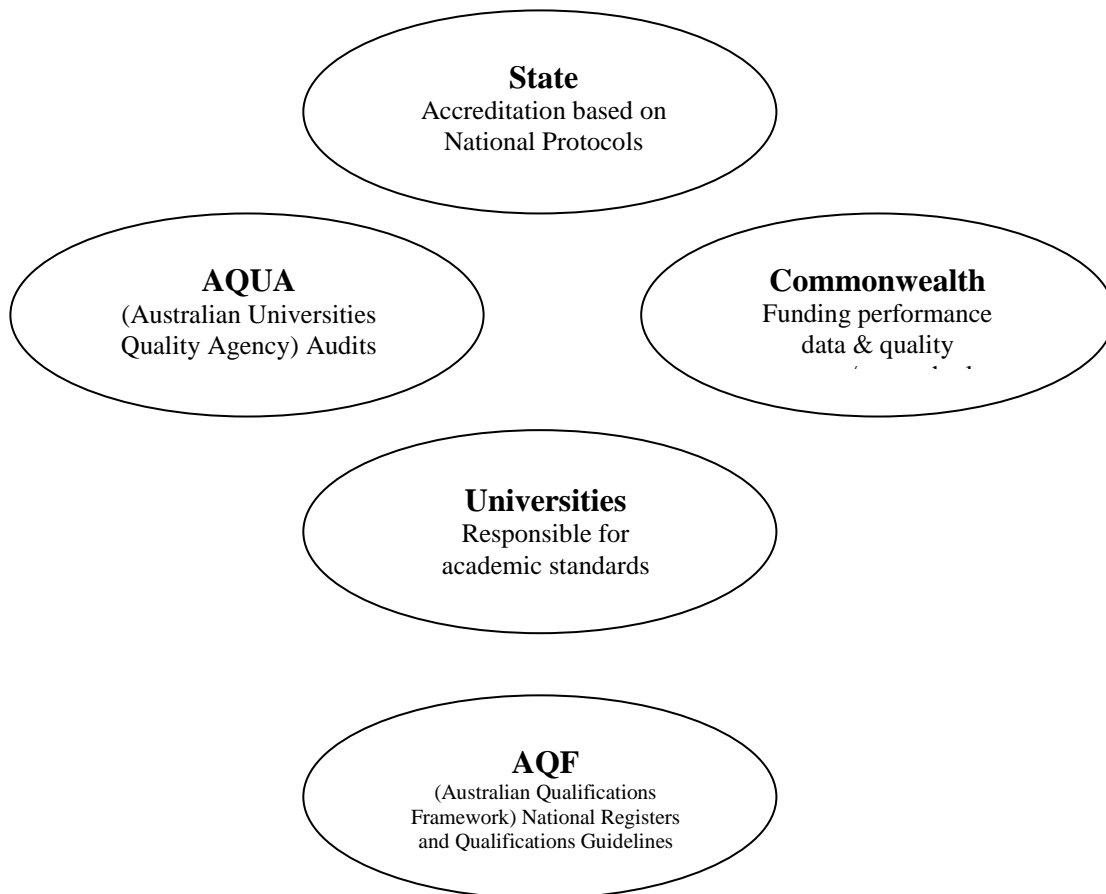 State
Accreditation based on
National Protocols
AQUA
(Australian Universities
Quality Agency) Audits
Commonwealth
Funding performance
data & quality
Universities
Responsible for
academic standards
AQF
(Australian Qualifications
Framework) National Registers
and Qualifications Guidelines